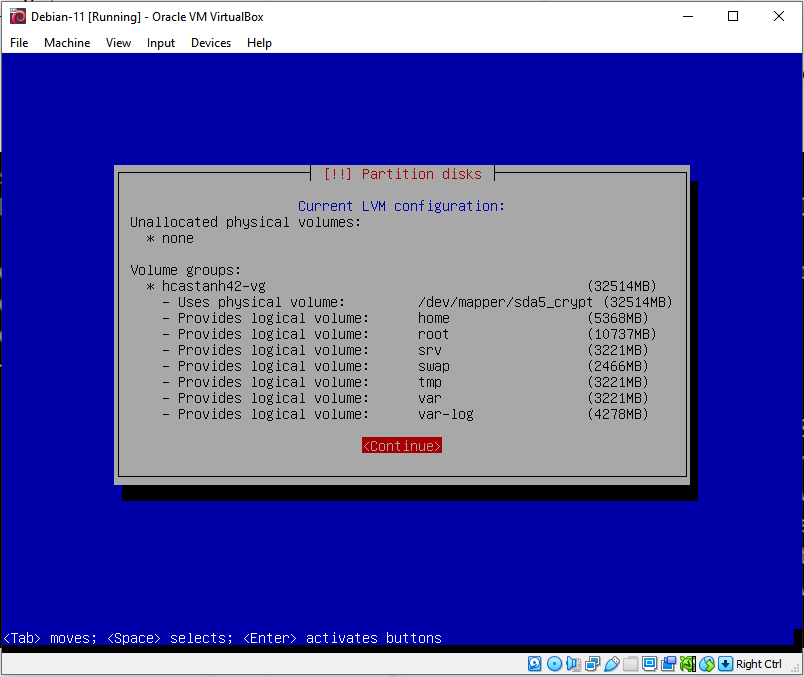 Debian-11 [Running] - Oracle VM VirtualBox
File Machine View Input Devices Help
[!!] Partition disks
Current LVM configuration:
Unallocated physical volumes:
* none
Volume groups:
* hcastanh42-vg (32514MB)
- Uses physical volume: /dev/mapper/sda5_crypt (32514MB)
- Provides logical volume: home (5368MB)
- Provides logical volume: root (10737MB)
- Provides logical volume: srv (3221MB)
- Provides logical volume: swap (2466MB)
- Provides logical volume: tmp (3221MB)
- Provides logical volume: var (3221MB)
- Provides logical volume: var-log (4278MB)
<Continue>
<Tab> moves; <Space> selects; <Enter> activates buttons
Right Ctrl